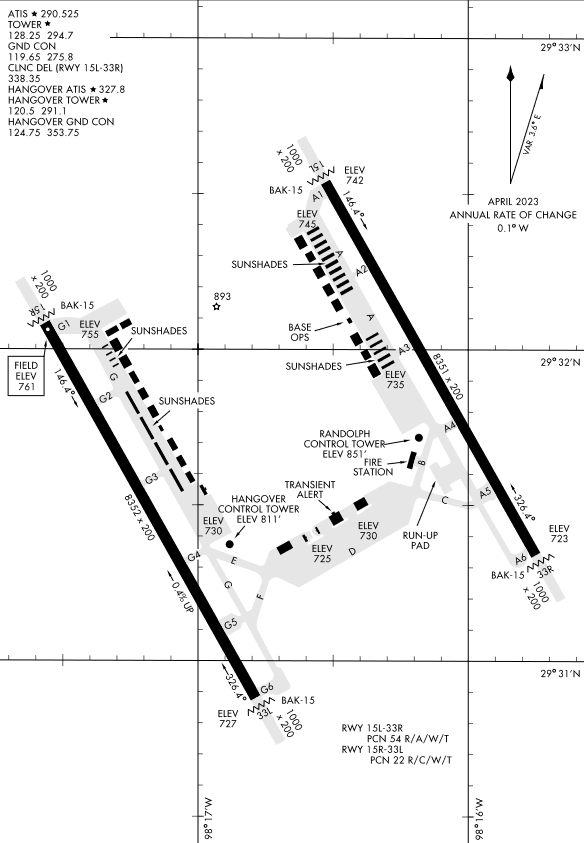 ATIS ★ 290.525
TOWER ★
128.25 294.7
GND CON
119.65 275.8
CLNC DEL (RWY 15L-33R)
338.35
HANGOVER ATIS ★ 327.8
HANGOVER TOWER ★
120.5 291.1
HANGOVER GND CON
124.75 353.75
29°33'N
VAR 3.6° E
APRIL 2023
ANNUAL RATE OF CHANGE
0.1° W
1000
x 200
15L
ELEV
742
BAK-15
A1
146.4°
ELEV
745
A
A2
SUNSHADES
893
A
BASE
OPS
SUNSHADES
A3
ELEV
735
8351 x 200
29°32'N
1000
x 200
15R
BAK-15
G1
ELEV
755
SUNSHADES
FIELD
ELEV
761
146.4°
G
G2
SUNSHADES
G3
8352 x 200
A4
RANDOLPH
CONTROL TOWER
ELEV 851'
FIRE
STATION
B
C
A5
326.4°
RUN-UP
PAD
TRANSIENT
ALERT
HANGOVER
CONTROL TOWER
ELEV 811'
ELEV
730
ELEV
730
ELEV
725
D
ELEV
723
A6
BAK-15
33R
1000
x 200
G4
E
G
F
0.4% UP
G5
29°31'N
326.4°
G6
BAK-15
33L
ELEV
727
1000
x 200
RWY 15L-33R
PCN 54 R/A/W/T
RWY 15R-33L
PCN 22 R/C/W/T
98°17'W
98°16'W